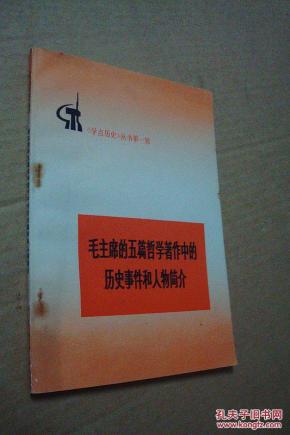 《学点历史》丛书第一辑
毛主席的五篇哲学著作中的
历史事件和人物简介
孔夫子旧书网